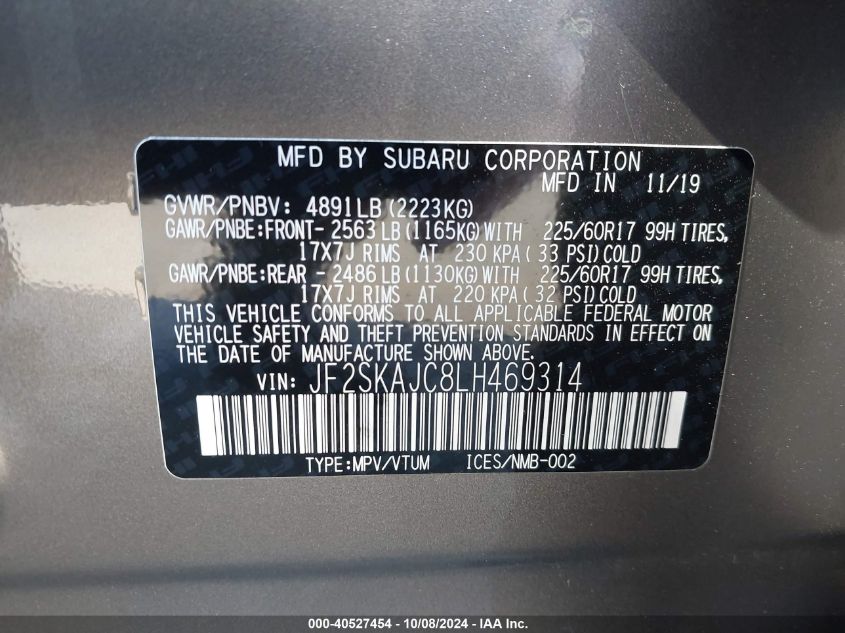 MFD BY SUBARU CORPORATION
MFD IN 11/19
GVWR/PNBV: 4891LB(2223KG)
GAWR/PNBE:FRONT- 2563LB(1165KG)WITH 225/60R17 99H TIRES,
17X7J RIMS AT 230 KPA( 33 PSI)COLD
GAWR/PNBE:REAR - 2486LB(1130KG)WITH 225/60R17 99H TIRES,
17X7J RIMS AT 220 KPA( 32 PSI)COLD
THIS VEHICLE CONFORMS TO ALL APPLICABLE FEDERAL MOTOR
VEHICLE SAFETY AND THEFT PREVENTION STANDARDS IN EFFECT ON
THE DATE OF MANUFACTURE SHOWN ABOVE.
VIN: JF2SKAJC8LH469314
TYPE:MPV/VTUM ICES/NMB-002
000-40527454 - 10/08/2024 - IAA Inc.